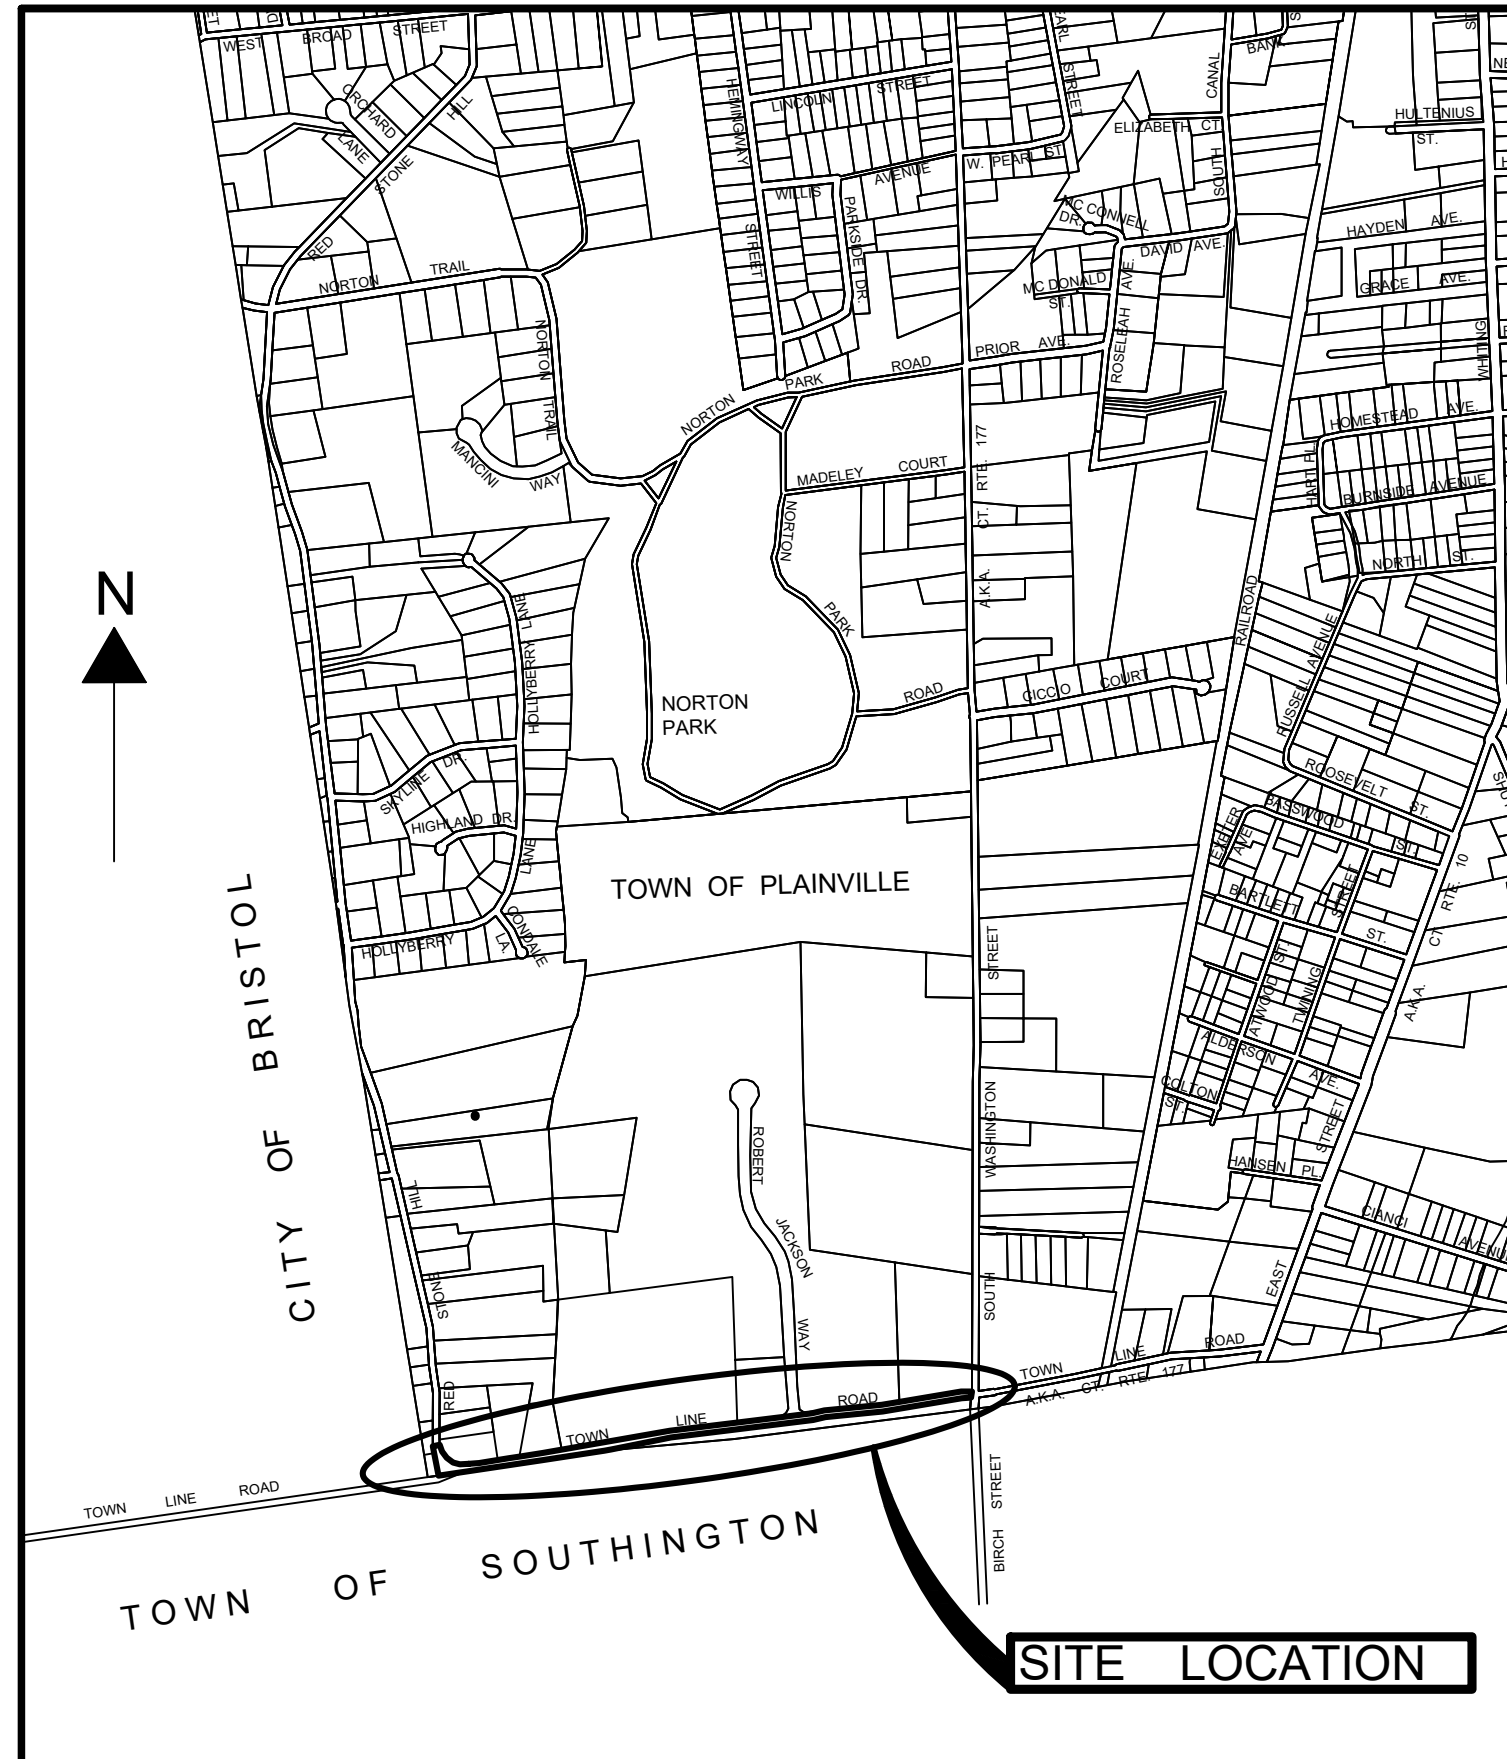 WEST BROAD STREET
ORCHARD LANE
RED STONE HILL
NORTON TRAIL
NORTON TRAIL
MANCINI WAY
HEMINGWAY STREET
LINCOLN STREET
WILLIS AVENUE
PARKSIDE DR.
W. PEARL ST
EARL STREET
BANK
SOUTH CANAL
ELIZABETH CT.
MC CONNELL DR.
DAVID AVE.
MC DONALD ST.
ROSELEAH AVE.
PRIOR AVE.
HULTENIUS ST.
HAYDEN AVE.
GRACE AVE.
WHITING
HOMESTEAD AVE.
HART PL.
BURNSIDE AVENUE
NORTH ST.
NORTON PARK ROAD
MADELEY COURT
NORTON PARK ROAD
A.K.A. CT. RTE. 177
RAILROAD
RUSSELL AVENUE
CICCIO COURT
NORTON
PARK
N
HOLLYBERRY LANE
SKYLINE DR.
HIGHLAND DR.
LANE
HOLLYBERRY
CONDALE LA.
ROOSEVELT ST.
BASSWOOD ST.
EXETER AVE.
BARTLETT ST.
STREET
TWINING
ATWOOD ST.
ALDERSON AVE.
COLTON ST.
HANSEN PL.
CIANCI AVENUE
EAST STREET
A.K.A. CT. RTE. 10
TOWN OF PLAINVILLE
CITY OF BRISTOL
SOUTH WASHINGTON STREET
ROBERT JACKSON WAY
RED STONE HILL
TOWN LINE ROAD
TOWN LINE ROAD
A.K.A. CT. RTE. 177
TOWN LINE ROAD
BIRCH STREET
TOWN OF SOUTHINGTON
SITE LOCATION